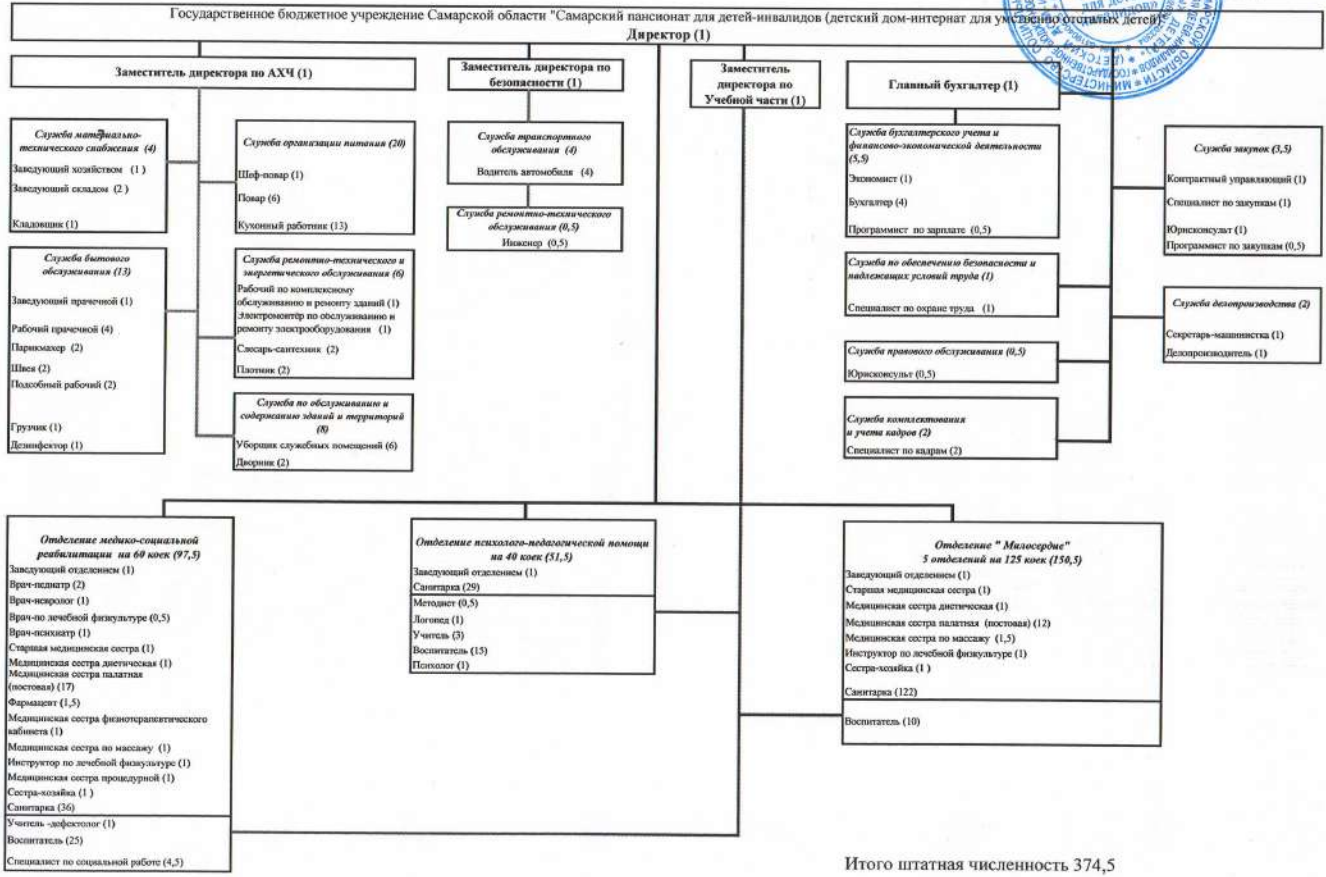 Государственное бюджетное учреждение Самарской области "Самарский пансионат для детей-инвалидов (детский дом-интернат для умственно отсталых детей)"
Директор (1)
Заместитель директора по АХЧ (1)
Заместитель директора по
безопасности (1)
Заместитель
директора по
Учебной части (1)
Главный бухгалтер (1)
Служба материально-
технического снабжения (4)
Заведующий хозяйством (1 )
Заведующий складом (2 )
Кладовщик (1)
Служба организации питания (20)
Шеф-повар (1)
Повар (6)
Кухонный работник (13)
Служба транспортного
обслуживания (4)
Водитель автомобиля (4)
Служба ремонтно-технического
обслуживания (0,5)
Инженер (0,5)
Служба бухгалтерского учета и
финансово-экономической деятельности
(5,5)
Экономист (1)
Бухгалтер (4)
Программист по зарплате (0,5)
Служба закупок (3,5)
Контрактный управляющий (1)
Специалист по закупкам (1)
Юрисконсульт (1)
Программист по закупкам (0,5)
Служба бытового
обслуживания (13)
Заведующий прачечной (1)
Рабочий прачечной (4)
Парикмахер (2)
Швея (2)
Подсобный рабочий (2)
Грузчик (1)
Дезинфектор (1)
Служба ремонтно-технического и
энергетического обслуживания (6)
Рабочий по комплексному
обслуживанию и ремонту зданий (1)
Электромонтёр по обслуживанию и
ремонту электрооборудования (1)
Слесарь-сантехник (2)
Плотник (2)
Служба по обслуживанию и
содержанию зданий и территорий
(8)
Уборщик служебных помещений (6)
Дворник (2)
Служба по обеспечению безопасности и
надлежащих условий труда (1)
Специалист по охране труда (1)
Служба делопроизводства (2)
Секретарь-машинистка (1)
Делопроизводитель (1)
Служба правового обслуживания (0,5)
Юрисконсульт (0,5)
Служба комплектования
и учета кадров (2)
Специалист по кадрам (2)
Отделение медико-социальной
реабилитации на 60 коек (97,5)
Заведующий отделением (1)
Врач-педиатр (2)
Врач-невролог (1)
Врач-по лечебной физкультуре (0,5)
Врач-психиатр (1)
Старшая медицинская сестра (1)
Медицинская сестра диетическая (1)
Медицинская сестра палатная
(постовая) (17)
Фармацевт (1,5)
Медицинская сестра физиотерапевтического
кабинета (1)
Медицинская сестра по массажу (1)
Инструктор по лечебной физкультуре (1)
Медицинская сестра процедурной (1)
Сестра-хозяйка (1 )
Санитарка (36)
Учитель -дефектолог (1)
Воспитатель (25)
Специалист по социальной работе (4,5)
Отделение психолого-педагогической помощи
на 40 коек (51,5)
Заведующий отделением (1)
Санитарка (29)
Методист (0,5)
Логопед (1)
Учитель (3)
Воспитатель (15)
Психолог (1)
Отделение " Милосердие"
5 отделений на 125 коек (150,5)
Заведующий отделением (1)
Старшая медицинская сестра (1)
Медицинская сестра диетическая (1)
Медицинская сестра палатная (постовая) (12)
Медицинская сестра по массажу (1,5)
Инструктор по лечебной физкультуре (1)
Сестра-хозяйка (1 )
Санитарка (122)
Воспитатель (10)
Итого штатная численность 374,5